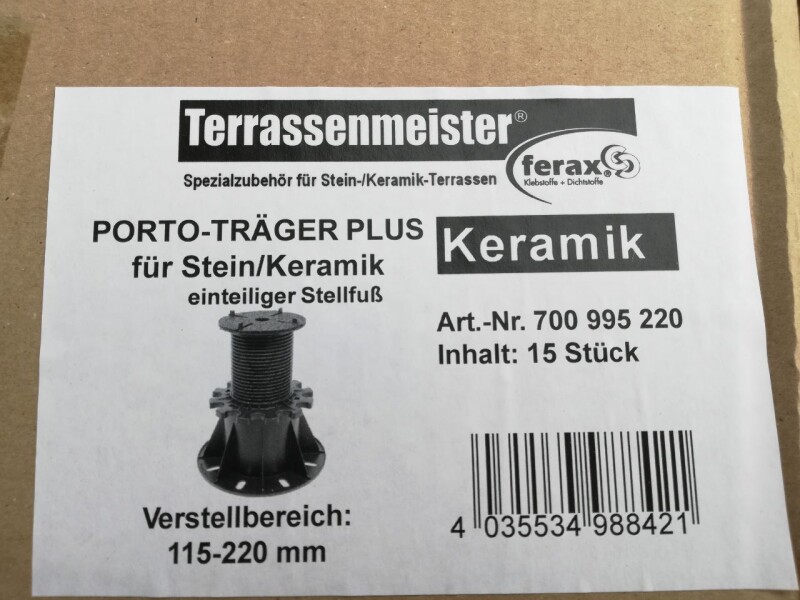 Terrassenmeister®
Spezialzubehör für Stein-/Keramik-Terrassen
ferax®
Klebstoffe + Dichtstoffe
PORTO-TRÄGER PLUS
für Stein/Keramik
einteiliger Stellfuß
Keramik
Art.-Nr. 700 995 220
Inhalt: 15 Stück
Verstellbereich:
115-220 mm
4 035534 988421